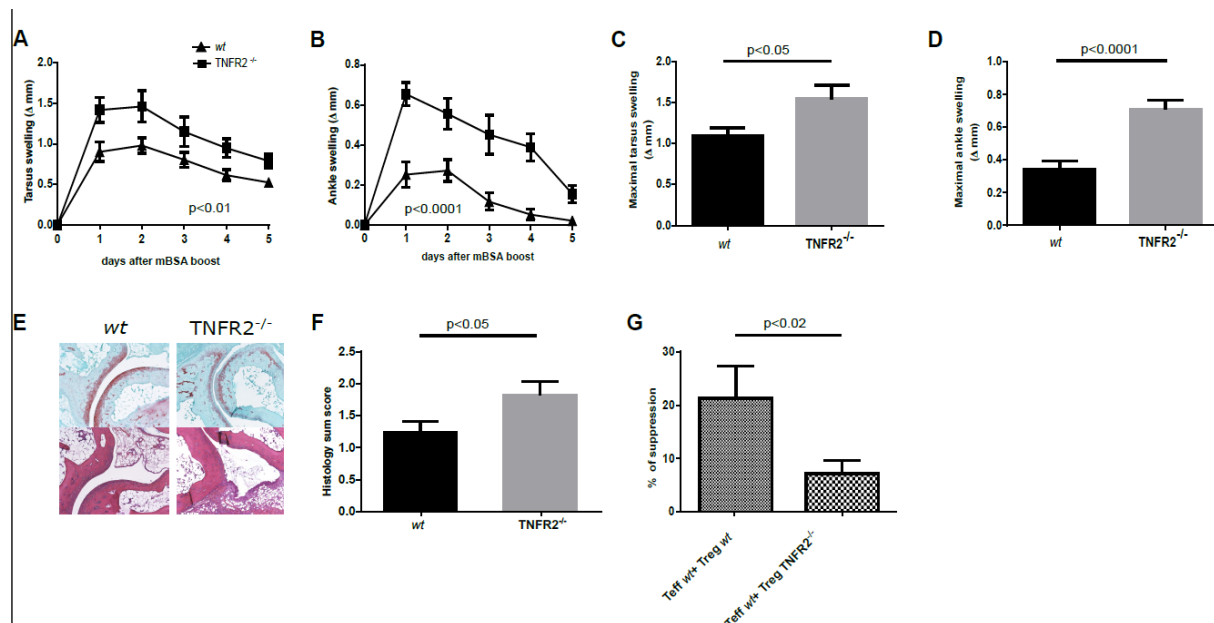 A
wt
TNFR2 -/-
Tarsus swelling (Δ mm)
2.0
1.5
1.0
0.5
0.0
p<0.01
0 1 2 3 4 5
days after mBSA boost
B
Ankle swelling (Δ mm)
0.8
0.6
0.4
0.2
0.0
p<0.0001
0 1 2 3 4 5
days after mBSA boost
C
p<0.05
Maximal tarsus swelling
(Δ mm)
2.0
1.5
1.0
0.5
0.0
wt TNFR2-/-
D
p<0.0001
Maximal ankle swelling
(Δ mm)
1.0
0.8
0.6
0.4
0.2
0.0
wt TNFR2-/-
E
wt TNFR2-/-
F
p<0.05
Histology sum score
2.5
2.0
1.5
1.0
0.5
0.0
wt TNFR2-/-
G
p<0.02
% of suppression
30
20
10
0
Teff wt+ Treg wt
Teff wt+ Treg TNFR2-/-